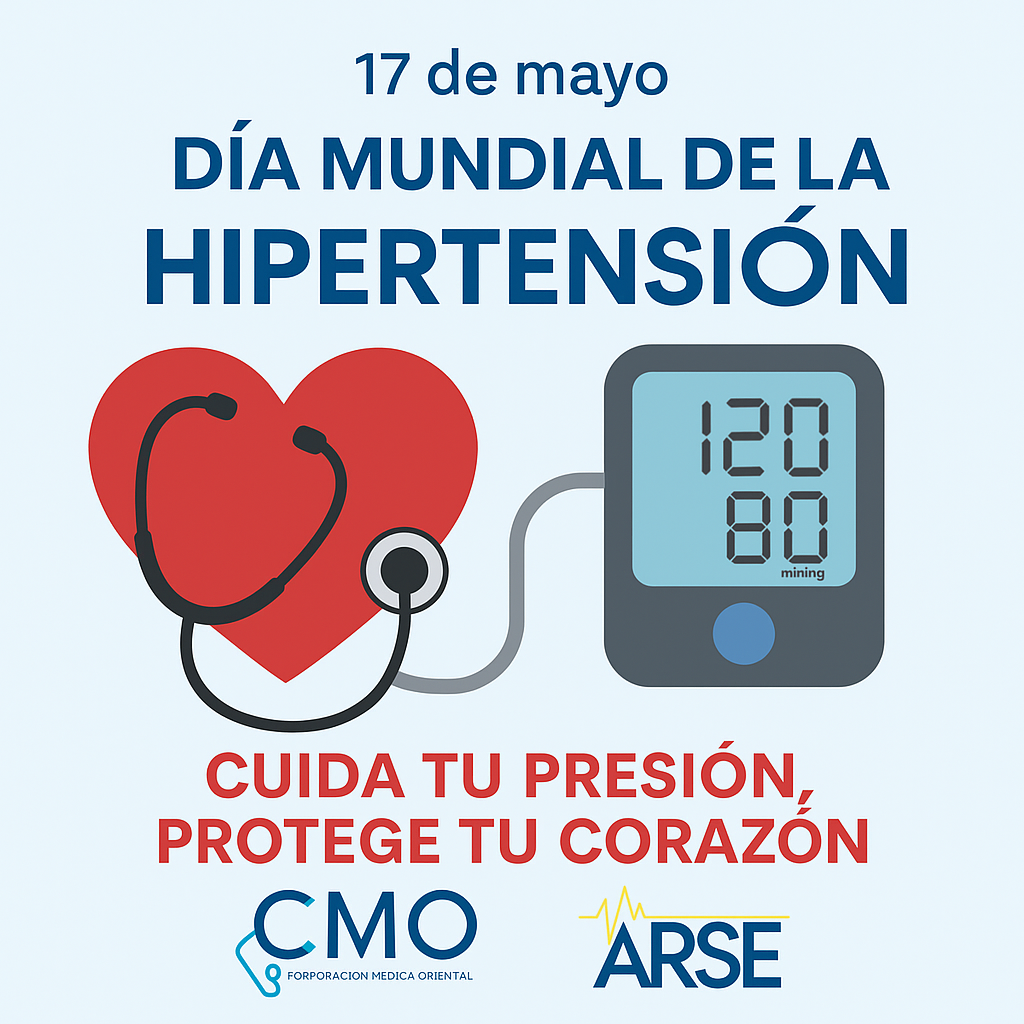 17 de mayo
DÍA MUNDIAL DE LA
HIPERTENSIÓN
120
80
mining
CUIDA TU PRESIÓN,
PROTEGE TU CORAZÓN
CMO
FORPORACION MEDICA ORIENTAL
ARSE